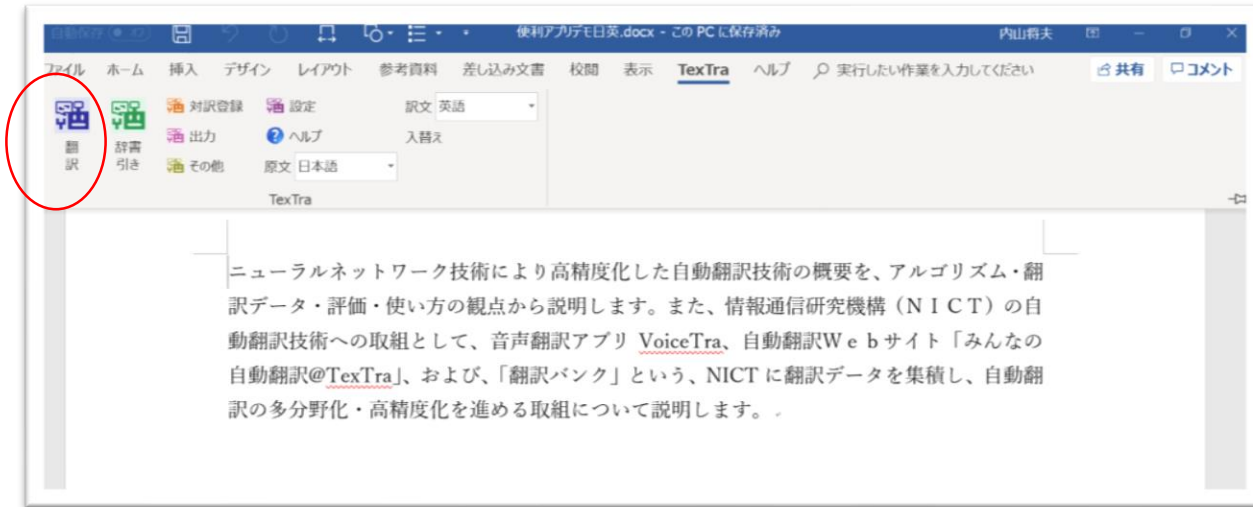 自動保存 オフ 便利アプリデモ日英.docx - この PC に保存済み 内山将夫
ファイル ホーム 挿入 デザイン レイアウト 参考資料 差し込み文書 校閲 表示 TexTra ヘルプ 実行したい作業を入力してください 共有 コメント
対訳登録 設定 訳文 英語
翻訳 辞書引き 出力 ヘルプ 入替え
その他 原文 日本語
TexTra
ニューラルネットワーク技術により高精度化した自動翻訳技術の概要を、アルゴリズム・翻
訳データ・評価・使い方の観点から説明します。また、情報通信研究機構（ＮＩＣＴ）の自
動翻訳技術への取組として、音声翻訳アプリ VoiceTra、自動翻訳Ｗｅｂサイト「みんなの
自動翻訳@TexTra」、および、「翻訳バンク」という、NICT に翻訳データを集積し、自動翻
訳の多分野化・高精度化を進める取組について説明します。